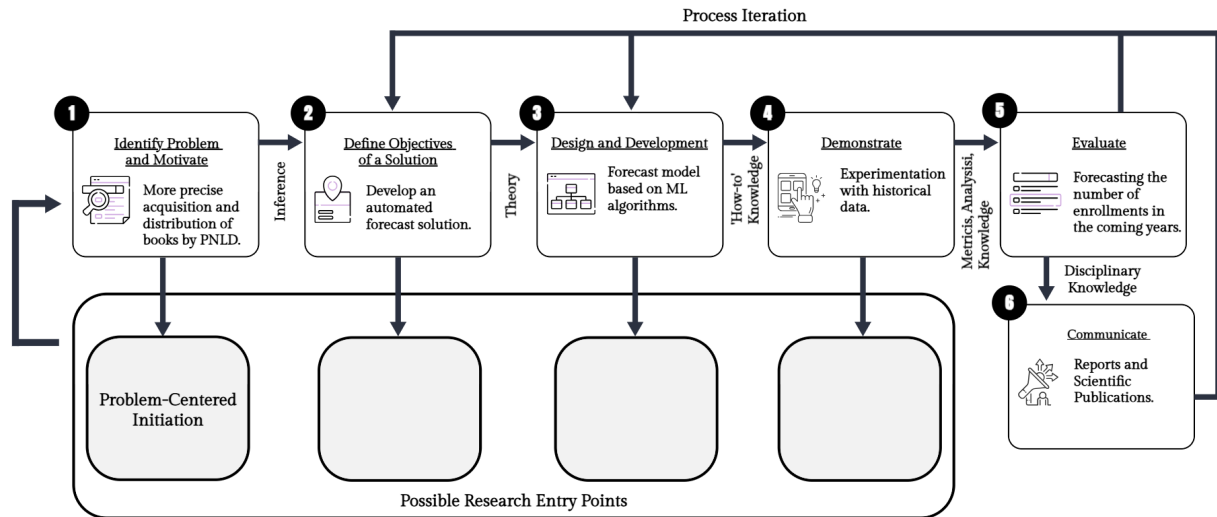 Process Iteration
1
Identify Problem
and Motivate
More precise
acquisition and
distribution of
books by PNLD.
Inference
2
Define Objectives
of a Solution
Develop an
automated
forecast solution.
Theory
3
Design and Development
Forecast model
based on ML
algorithms.
'How-to'
Knowledge
4
Demonstrate
Experimentation
with historical
data.
Metricis, Analysisi,
Knowledge
5
Evaluate
Forecasting the
number of
enrollments in
the coming years.
Disciplinary
Knowledge
6
Communicate
Reports and
Scientific
Publications.
Problem-Centered
Initiation
Possible Research Entry Points